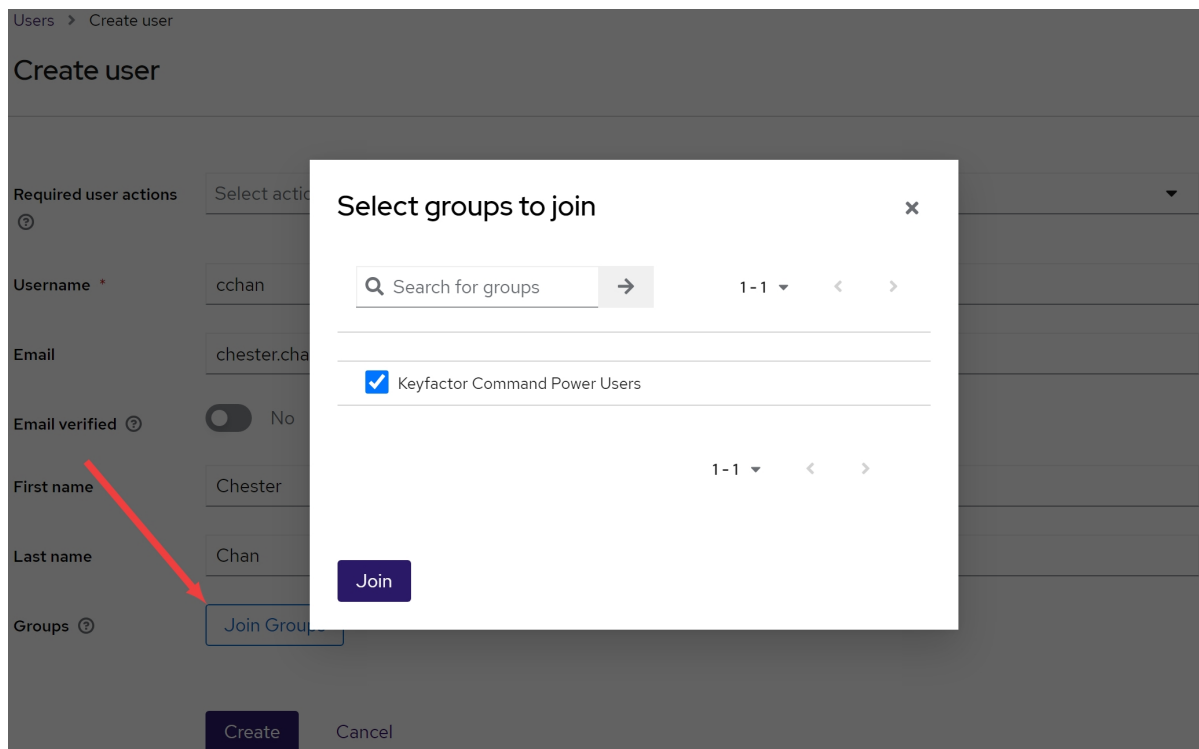 Users > Create user
Create user
Required user actions
Select actio
Select groups to join
Search for groups
1 - 1
Username *
cchan
Email
chester.cha
Keyfactor Command Power Users
Email verified
No
1 - 1
First name
Chester
Last name
Chan
Join
Groups
Join Groups
Create
Cancel